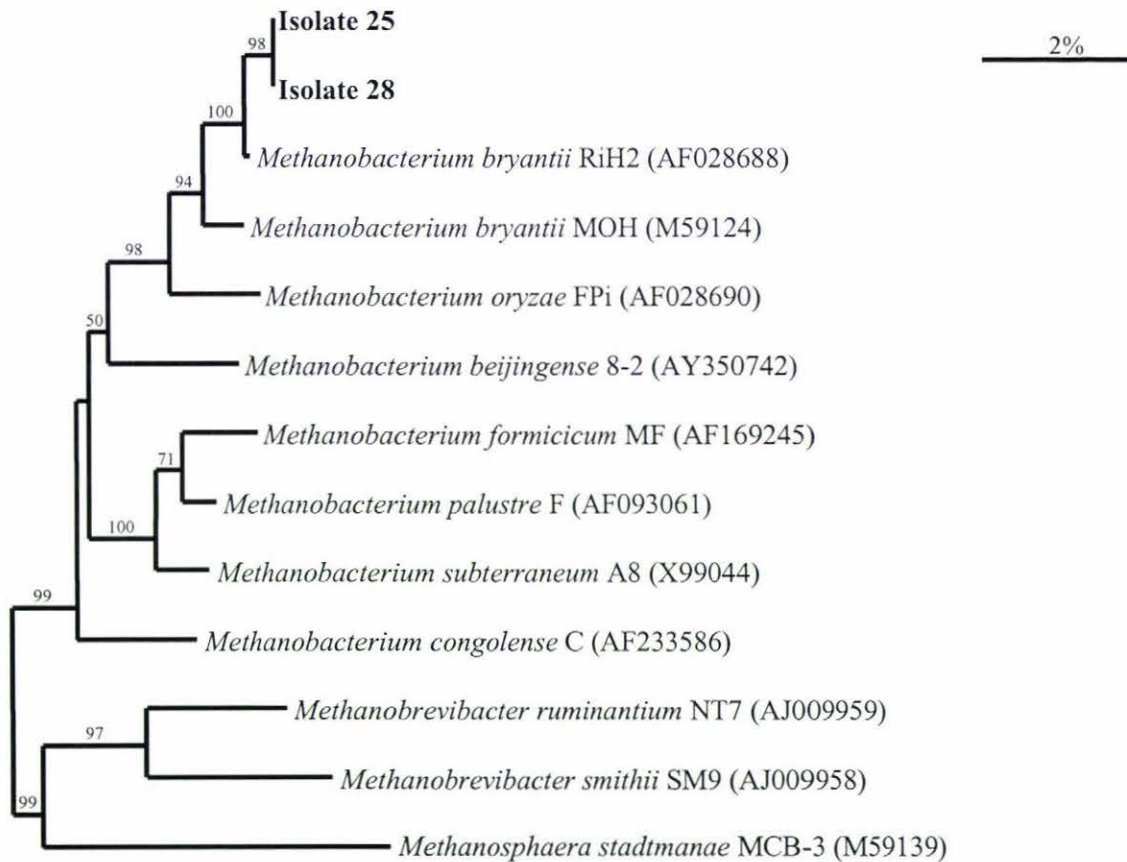 Isolate 25
98
2%
Isolate 28
100
Methanobacterium bryantii RiH2 (AF028688)
94
Methanobacterium bryantii MOH (M59124)
98
Methanobacterium oryzae FPi (AF028690)
50
Methanobacterium beijingense 8-2 (AY350742)
Methanobacterium formicicum MF (AF169245)
71
Methanobacterium palustre F (AF093061)
100
Methanobacterium subterraneum A8 (X99044)
99
Methanobacterium congolense C (AF233586)
Methanobrevibacter ruminantium NT7 (AJ009959)
97
Methanobrevibacter smithii SM9 (AJ009958)
99
Methanosphaera stadtmanae MCB-3 (M59139)